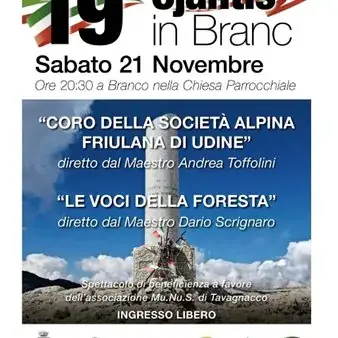 19
in Branc
Sabato 21 Novembre
Ore 20:30 a Branco nella Chiesa Parrocchiale
“CORO DELLA SOCIETÀ ALPINA
FRIULANA DI UDINE”
diretto dal Maestro Andrea Toffolini
“LE VOCI DELLA FORESTA”
diretto dal Maestro Dario Scrignaro
Spettacolo di beneficienza a favore
dell'associazione Mu.Nu.S. di Tavagnacco
INGRESSO LIBERO